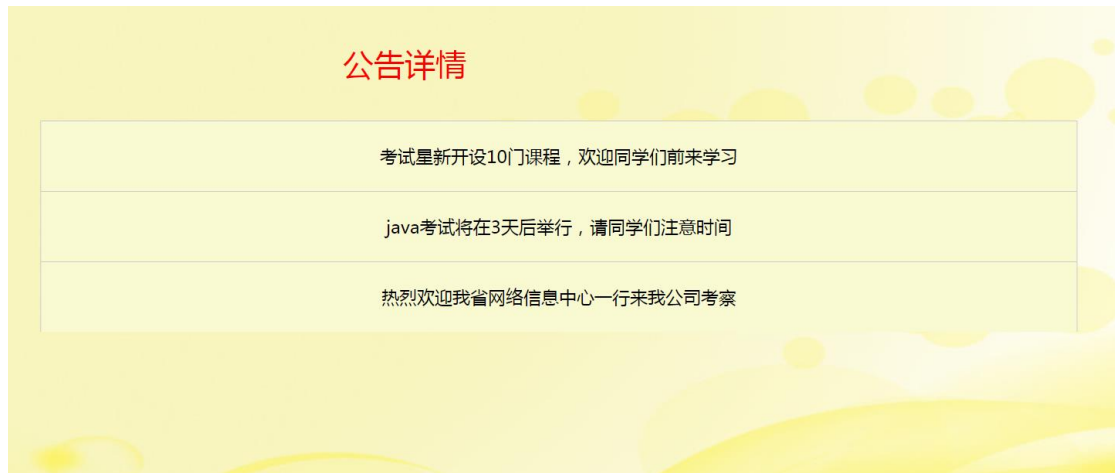 公告详情
考试星新开设10门课程，欢迎同学们前来学习
java考试将在3天后举行，请同学们注意时间
热烈欢迎我省网络信息中心一行来我公司考察